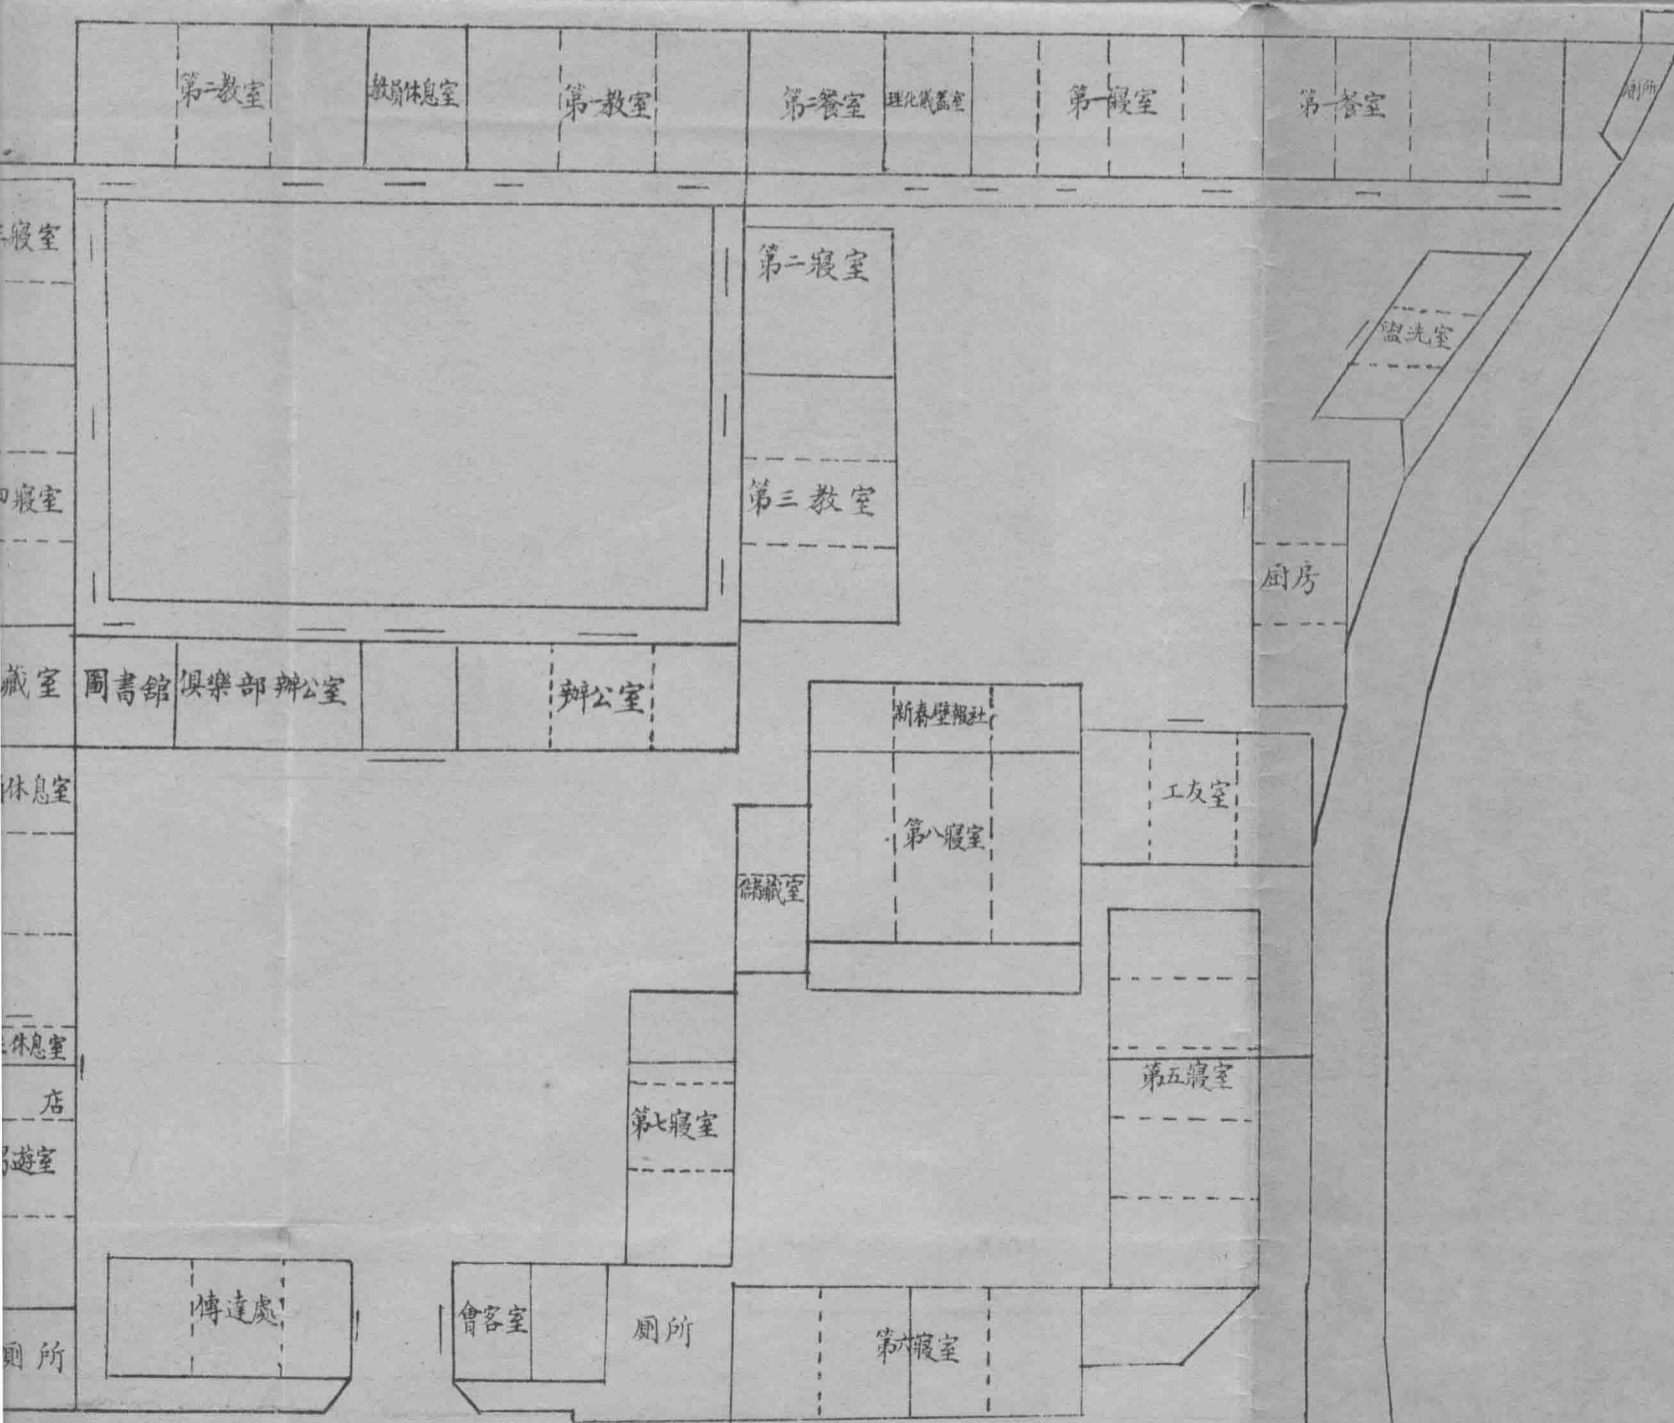 第二教室
教員休息室
第一教室
第二餐室
理化儀器室
第一寢室
第一餐室
廁所
寢室
第二寢室
盥洗室
寢室
第三教室
厨房
藏室
圖書舘
俱樂部辦公室
辦公室
新春壁報社
休息室
工友室
第八寢室
儲藏室
休息室
店
遊室
第五寢室
第七寢室
傳達處
會客室
廁所
廁所
第六寢室